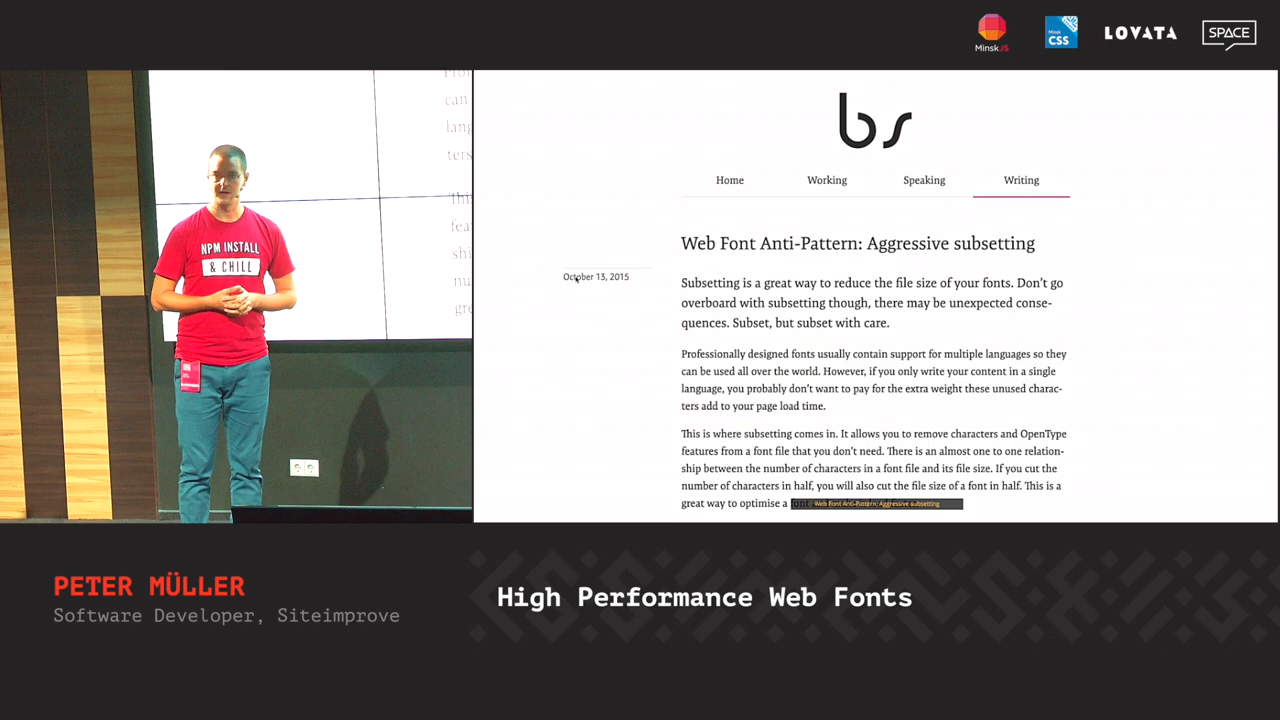 MinskJS
Minsk
CSS
LOVATA
SPACE
can
lang
ters
This
fea
shi
nu
gre
NPM INSTALL
& CHILL
bs
Home
Working
Speaking
Writing
Web Font Anti-Pattern: Aggressive subsetting
October 13, 2015
Subsetting is a great way to reduce the file size of your fonts. Don’t go
overboard with subsetting though, there may be unexpected conse-
quences. Subset, but subset with care.
Professionally designed fonts usually contain support for multiple languages so they
can be used all over the world. However, if you only write your content in a single
language, you probably don’t want to pay for the extra weight these unused charac-
ters add to your page load time.
This is where subsetting comes in. It allows you to remove characters and OpenType
features from a font file that you don’t need. There is an almost one to one relation-
ship between the number of characters in a font file and its file size. If you cut the
number of characters in half, you will also cut the file size of a font in half. This is a
great way to optimise a
Web Font Anti-Pattern: Aggressive subsetting
PETER MÜLLER
Software Developer, Siteimprove
High Performance Web Fonts